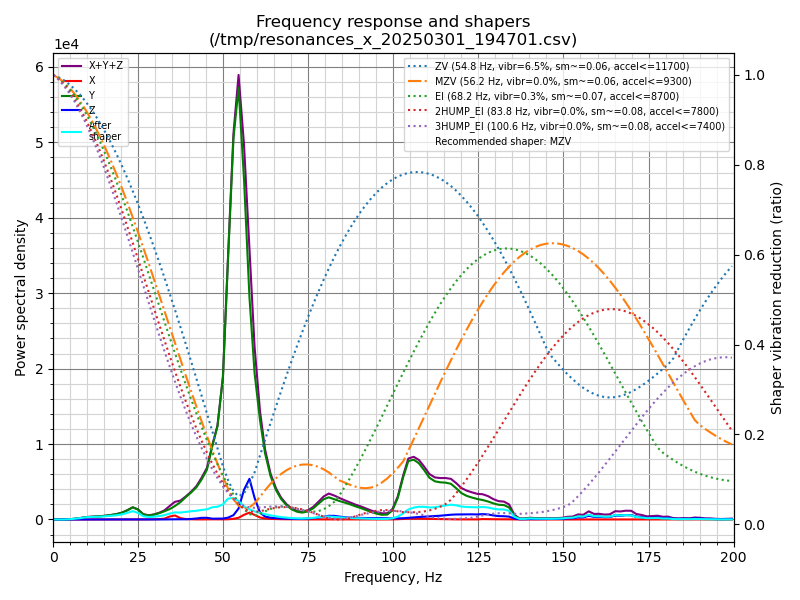 Frequency response and shapers
(/tmp/resonances_x_20250301_194701.csv)
1e4
X+Y+Z
X
Y
Z
After
shaper
ZV (54.8 Hz, vibr=6.5%, sm~=0.06, accel<=11700)
MZV (56.2 Hz, vibr=0.0%, sm~=0.06, accel<=9300)
EI (68.2 Hz, vibr=0.3%, sm~=0.07, accel<=8700)
2HUMP_EI (83.8 Hz, vibr=0.0%, sm~=0.08, accel<=7800)
3HUMP_EI (100.6 Hz, vibr=0.0%, sm~=0.08, accel<=7400)
Recommended shaper: MZV
6
5
4
3
2
1
0
Power spectral density
1.0
0.8
0.6
0.4
0.2
0.0
Shaper vibration reduction (ratio)
0 25 50 75 100 125 150 175 200
Frequency, Hz